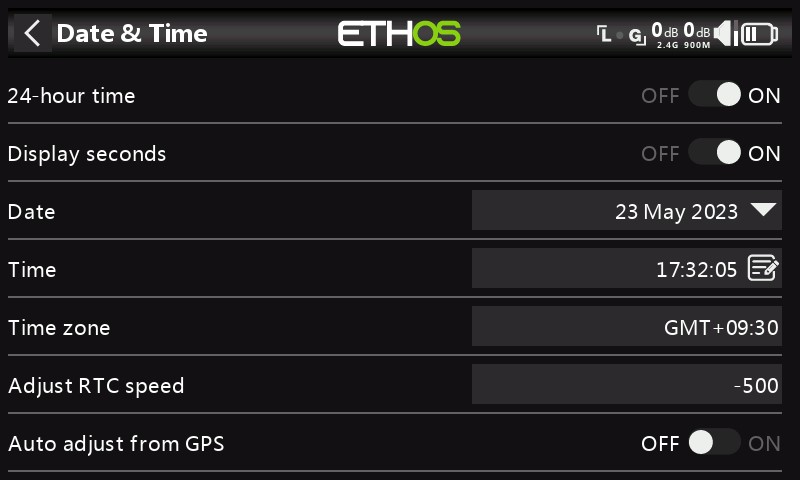 Date & Time ETHOS L G 0dB 0dB
2.4G 900M
24-hour time OFF ON
Display seconds OFF ON
Date 23 May 2023
Time 17:32:05
Time zone GMT+09:30
Adjust RTC speed -500
Auto adjust from GPS OFF ON